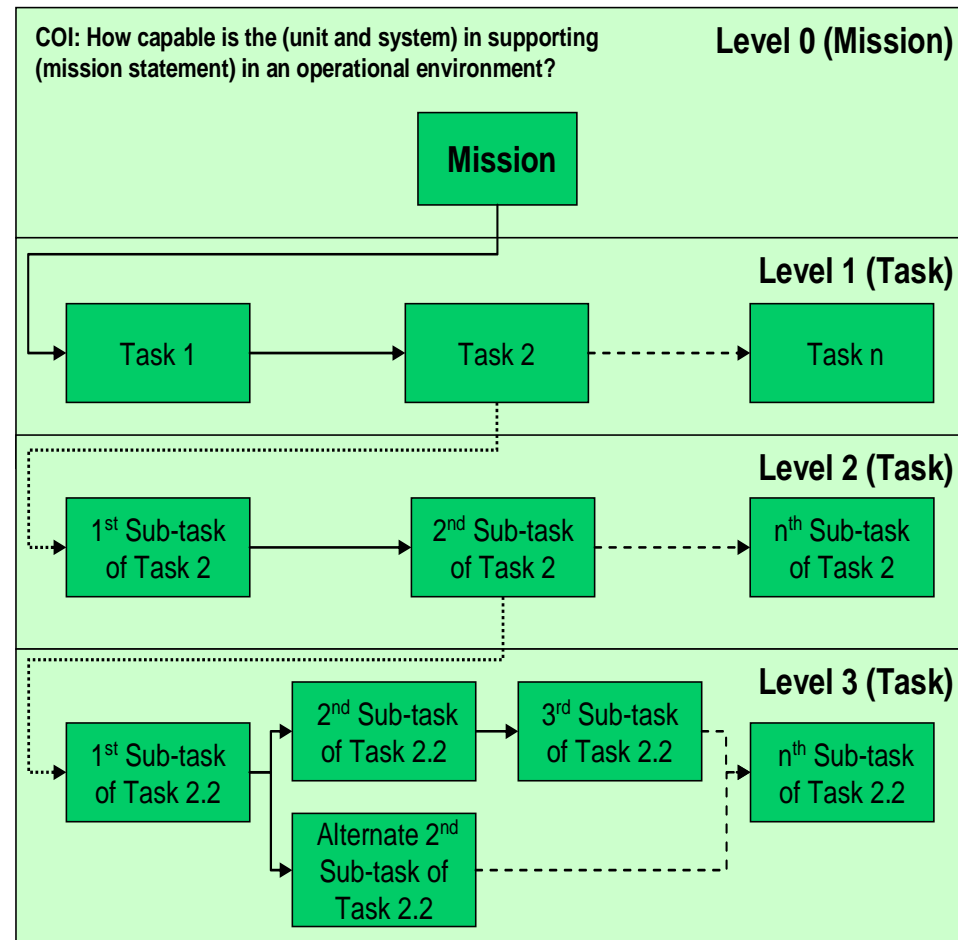 COI: How capable is the (unit and system) in supporting
(mission statement) in an operational environment?
Level 0 (Mission)
Mission
Level 1 (Task)
Task 1
Task 2
Task n
Level 2 (Task)
1st Sub-task
of Task 2
2nd Sub-task
of Task 2
nth Sub-task
of Task 2
Level 3 (Task)
1st Sub-task
of Task 2.2
2nd Sub-task
of Task 2.2
3rd Sub-task
of Task 2.2
nth Sub-task
of Task 2.2
Alternate 2nd
Sub-task of
Task 2.2